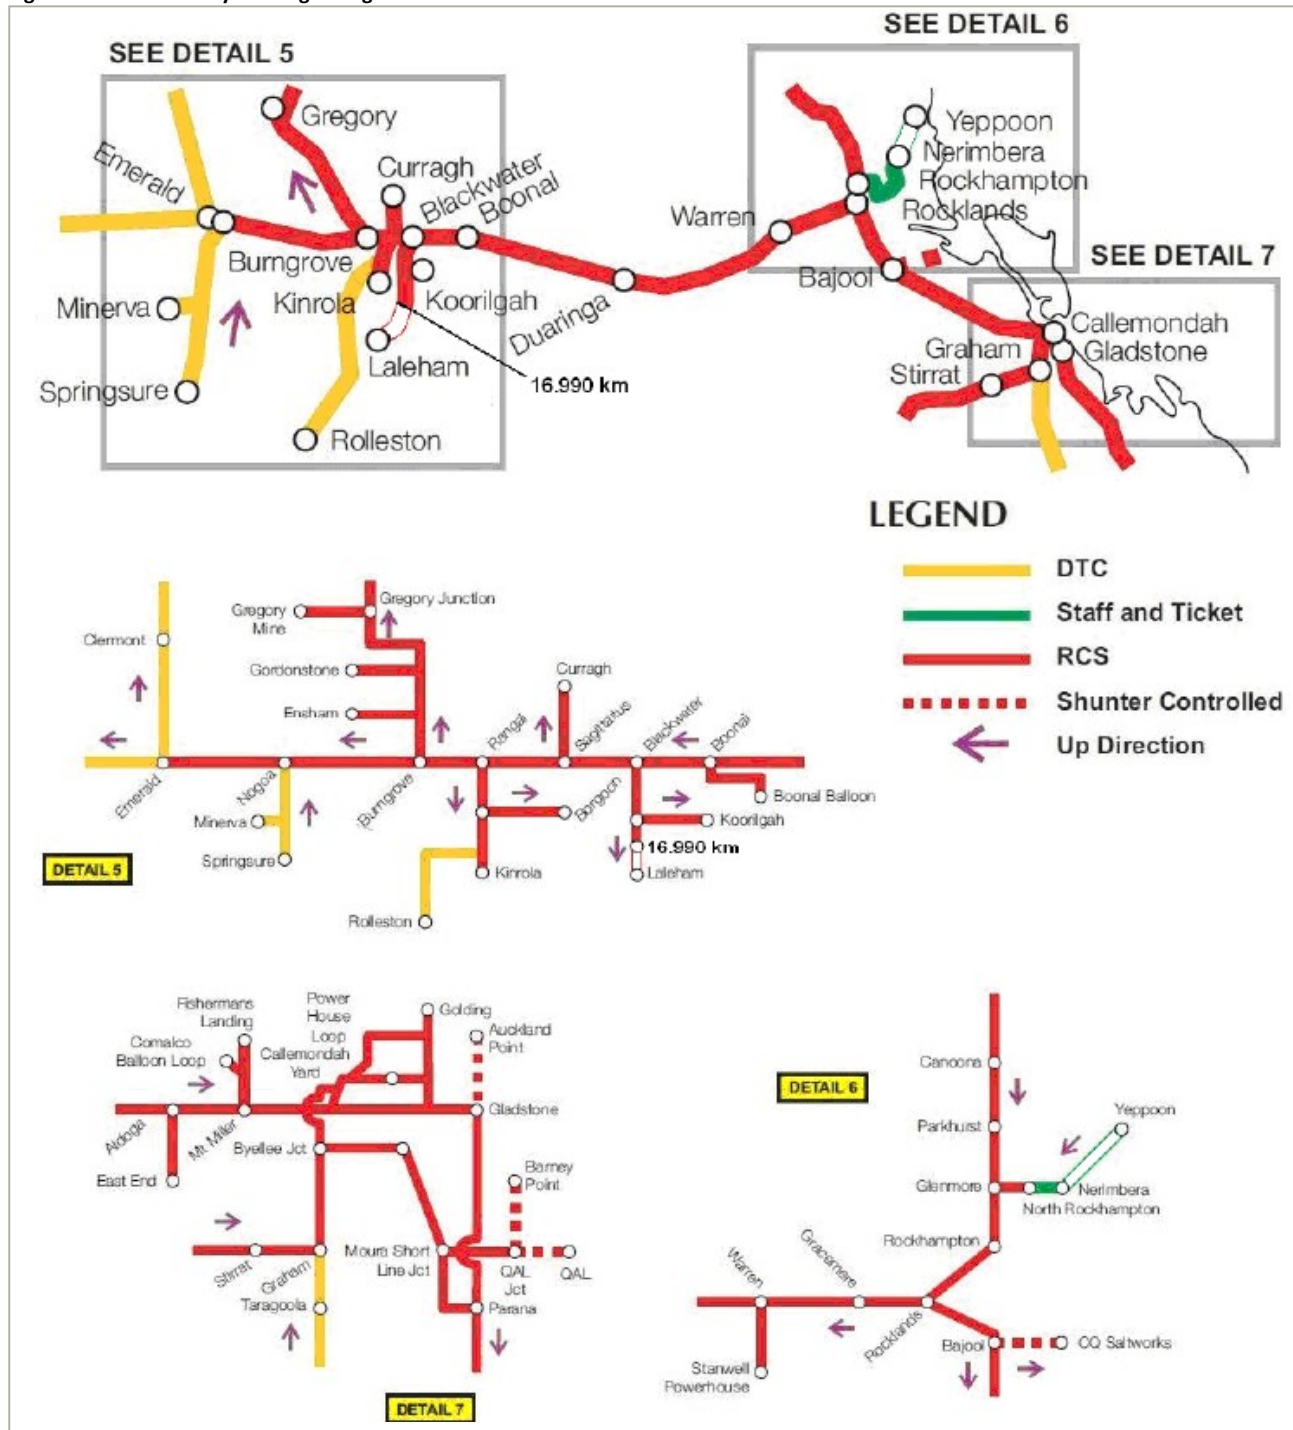 SEE DETAIL 5
SEE DETAIL 6
Gregory
Emerald
Curragh
Blackwater
Boonal
Yeppoon
Nerimbera
Rockhampton
Rocklands
Warren
SEE DETAIL 7
Burngrove
Bajool
Minerva
Kinrola
Koorilgah
Duaringa
Callemondah
Graham
Gladstone
Laleham
Stirrat
16.990 km
Springsure
Rolleston
LEGEND
DTC
Staff and Ticket
RCS
Shunter Controlled
Up Direction
Gregory
Mine
Gregory Junction
Clermont
Gordonstone
Curragh
Ensham
Rangal
Sagittatus
Blackwater
Boonal
Emerald
Nogoa
Burngrove
Borgoon
Boonal Balloon
Minerva
Koorilgah
16.990 km
Springsure
Kinrola
Laleham
DETAIL 5
Rolleston
Fishermans
Landing
Power
House
Loop
Golding
Comalco
Balloon Loop
Callemondah
Yard
Auckland
Point
Aldoga
Mt. Miller
Gladstone
Byellee Jct
East End
Barney
Point
Stirrat
Graham
Moura Short
Line Jct
QAL
Jct
QAL
Taragoola
Parana
DETAIL 7
DETAIL 6
Canoona
Yeppoon
Parkhurst
Glenmore
Nerimbera
North Rockhampton
Rockhampton
Warren
Gracemere
Rocklands
Bajool
CQ Saltworks
Stanwell
Powerhouse